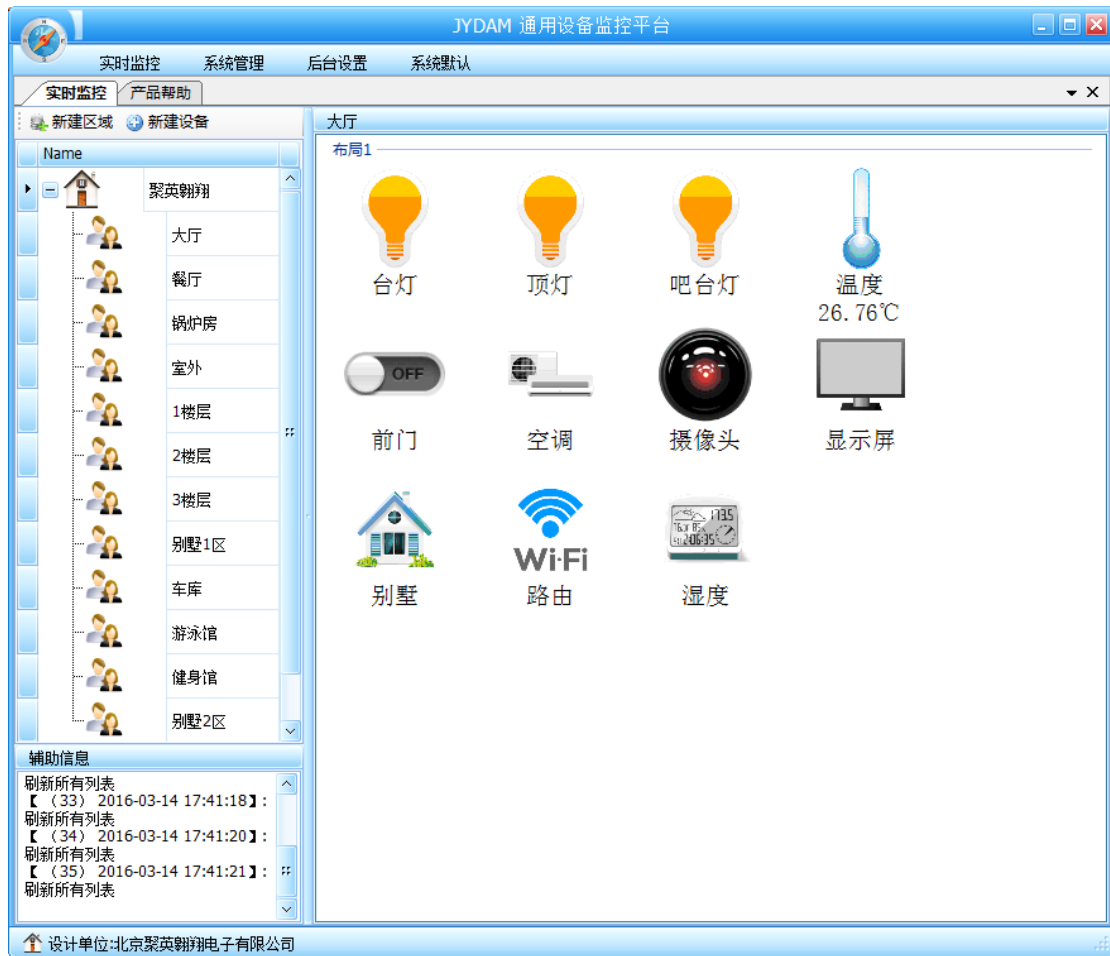 JYDAM 通用设备监控平台
实时监控 系统管理 后台设置 系统默认
实时监控 产品帮助
新建区域 新建设备
Name
聚英翱翔
大厅
餐厅
锅炉房
室外
1楼层
2楼层
3楼层
别墅1区
车库
游泳馆
健身馆
别墅2区
辅助信息
刷新所有列表
【 （33） 2016-03-14 17:41:18】:
刷新所有列表
【 （34） 2016-03-14 17:41:20】:
刷新所有列表
【 （35） 2016-03-14 17:41:21】:
刷新所有列表
大厅
布局1
台灯 顶灯 吧台灯 温度
26.76℃
OFF
前门 空调 摄像头 显示屏
Wi-Fi
别墅 路由 湿度
设计单位:北京聚英翱翔电子有限公司